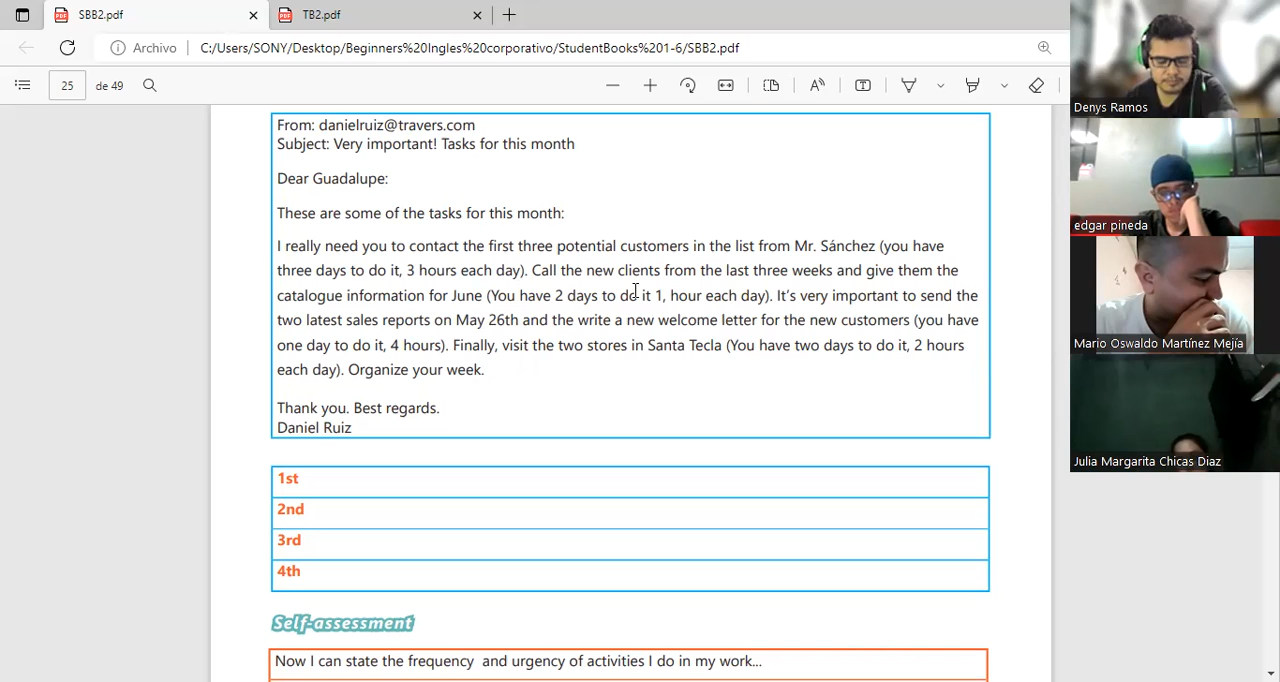 SBB2.pdf
TB2.pdf
Archivo
C:/Users/SONY/Desktop/Beginners%20Ingles%20corporativo/StudentBooks%201-6/SBB2.pdf
25
de 49
From: danielruiz@travers.com
Subject: Very important! Tasks for this month
Dear Guadalupe:
These are some of the tasks for this month:
I really need you to contact the first three potential customers in the list from Mr. Sánchez (you have
three days to do it, 3 hours each day). Call the new clients from the last three weeks and give them the
catalogue information for June (You have 2 days to do it 1, hour each day). It's very important to send the
two latest sales reports on May 26th and the write a new welcome letter for the new customers (you have
one day to do it, 4 hours). Finally, visit the two stores in Santa Tecla (You have two days to do it, 2 hours
each day). Organize your week.
Thank you. Best regards.
Daniel Ruiz
1st
2nd
3rd
4th
Self-assessment
Now I can state the frequency  and urgency of activities I do in my work...
Denys Ramos
edgar pineda
Mario Oswaldo Martínez Mejía
Julia Margarita Chicas Diaz